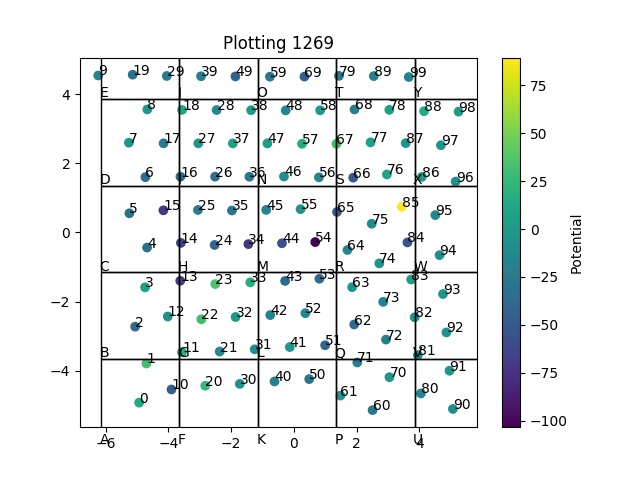 Plotting 1269
9 19 29 39 49 59 69 79 89 99
E I O T Y
8 18 28 38 48 58 68 78 88 98
7 17 27 37 47 57 67 77 87 97
6 16 26 36 46 56 66 76 86 96
D N S X
5 15 25 35 45 55 65 75 85 95
4 14 24 34 44 54 64 74 84 94
C H M R W
3 13 23 33 43 53 63 73 83 93
2 12 22 32 42 52 62 72 82 92
1 11 21 31 41 51 61 71 81 91
B L Q V
0 10 20 30 40 50 60 70 80 90
A F K P U
−6 −4 −2 0 2 4
4
2
0
−2
−4
75
50
25
0
−25
−50
−75
−100
Potential